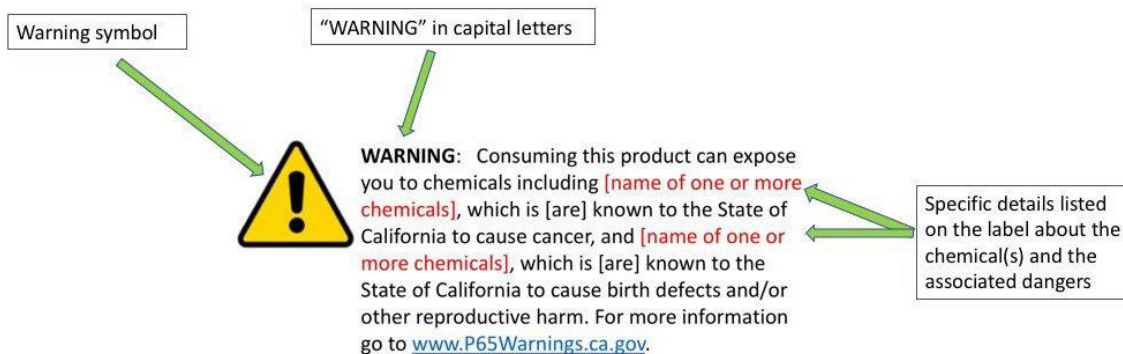 Warning symbol
"WARNING" in capital letters
WARNING: Consuming this product can expose
you to chemicals including [name of one or more
chemicals], which is [are] known to the State of
California to cause cancer, and [name of one or
more chemicals], which is [are] known to the
State of California to cause birth defects and/or
other reproductive harm. For more information
go to www.P65Warnings.ca.gov.
Specific details listed
on the label about the
chemical(s) and the
associated dangers